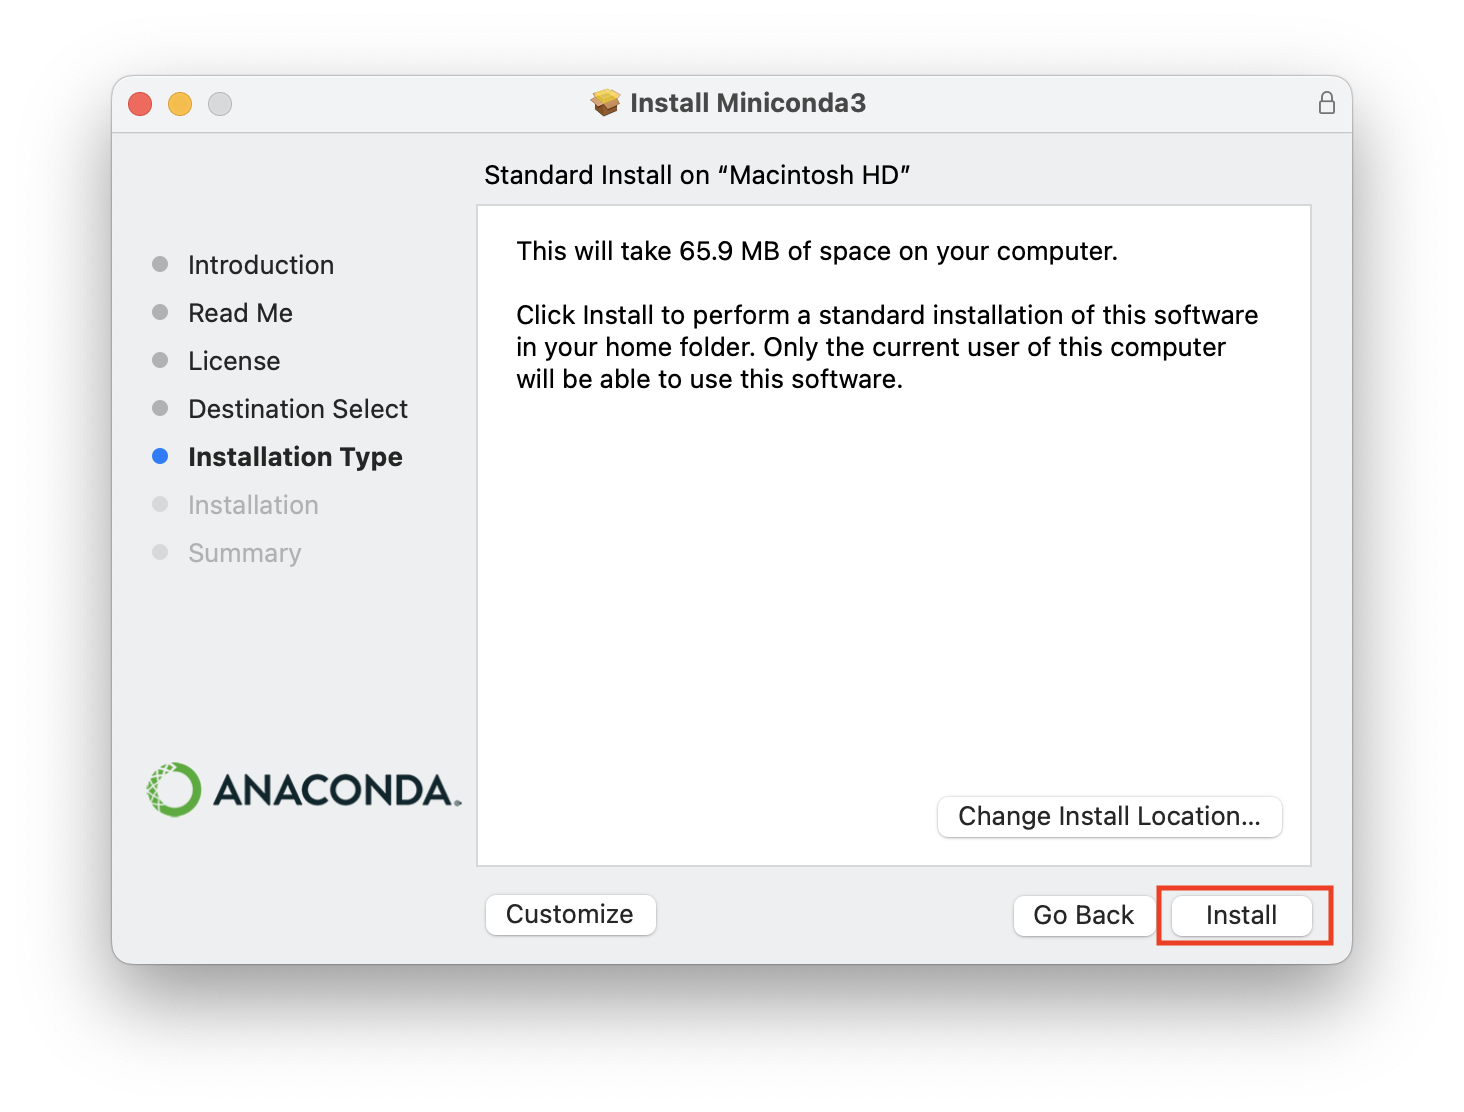 Install Miniconda3
Standard Install on “Macintosh HD”
Introduction
Read Me
License
Destination Select
Installation Type
Installation
Summary
This will take 65.9 MB of space on your computer.
Click Install to perform a standard installation of this software
in your home folder. Only the current user of this computer
will be able to use this software.
ANACONDA.
Change Install Location...
Customize
Go Back
Install